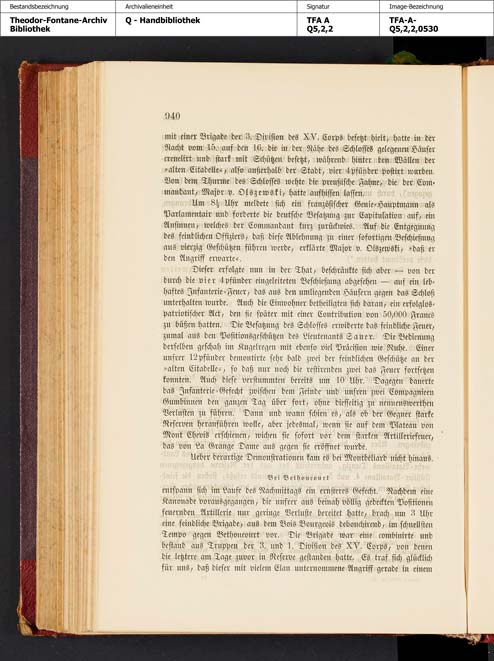 Bestandsbezeichnung
Theodor-Fontane-Archiv
Bibliothek
Archivalieneinheit
Q - Handbibliothek
Signatur
TFA A
Q5,2,2
Image-Bezeichnung
TFA-A-
Q5,2,2,0530
940
mit einer Brigade der 3. Division des XV. Corps besetzt hielt, hatte in der
Nacht vom 15. auf den 16. die in der Nähe des Schlosses gelegenen Häuser
crenelirt und stark mit Schützen besetzt, während hinter den Wällen der
»alten Citadelle«, also außerhalb der Stadt, vier 4pfünder postirt wurden.
Von dem Thurme des Schlosses wehte die preußische Fahne, die der Com-
mandant, Major v. Olszewski, hatte aufhissen lassen.
Um 8¼ Uhr meldete sich ein französischer Genie-Hauptmann als
Parlamentair und forderte die deutsche Besatzung zur Capitulation auf, ein
Ansinnen, welches der Commandant kurz zurückwies. Auf die Entgegnung
des feindlichen Offiziers, daß diese Ablehnung zu einer sofortigen Beschießung
aus vierzig Geschützen führen werde, erklärte Major v. Olszewski, »daß er
den Angriff erwarte«.
Dieser erfolgte nun in der That, beschränkte sich aber — von der
durch die vier 4pfünder eingeleiteten Beschießung abgesehen — auf ein leb-
haftes Infanterie-Feuer, das aus den umliegenden Häusern gegen das Schloß
unterhalten wurde. Auch die Einwohner betheiligten sich daran, ein erfolglos-
patriotischer Act, den sie später mit einer Contribution von 50,000 Francs
zu büßen hatten. Die Besatzung des Schlosses erwiderte das feindliche Feuer,
zumal aus den Positionsgeschützen des Lieutenants Sauer. Die Bedienung
derselben geschah im Kugelregen mit ebenso viel Präcision wie Ruhe. Einer
unsrer 12pfünder demontirte sehr bald zwei der feindlichen Geschütze an der
»alten Citadelle«, so daß nur noch die restirenden zwei das Feuer fortsetzen
konnten. Auch diese verstummten bereits um 10 Uhr. Dagegen dauerte
das Infanterie-Gefecht zwischen dem Feinde und unsren zwei Compagnieen
Gumbinnen den ganzen Tag über fort, ohne dieseitig zu nennenswerthen
Verlusten zu führen. Dann und wann schien es, als ob der Gegner starke
Reserven heranführen wolle, aber jedesmal, wenn sie auf dem Plateau von
Mont Chevis erschienen, wichen sie sofort vor dem starken Artilleriefeuer,
das von La Grange Dame aus gegen sie eröffnet wurde.
Ueber derartige Demonstrationen kam es bei Montbéliard nicht hinaus.
Bei Bethoncourt
entspann sich im Laufe des Nachmittags ein ernsteres Gefecht. Nachdem eine
Kanonade vorausgegangen, die unsrer aus beinah völlig gedeckten Positionen
feuernden Artillerie nur geringe Verluste bereitet hatte, brach um 3 Uhr
eine feindliche Brigade, aus dem Bois Bourgeois debouchirend, im schnellsten
Tempo gegen Bethoncourt vor. Die Brigade war eine combinirte und
bestand aus Truppen der 3. und 1. Division des XV. Corps, von denen
die letztere am Tage zuvor in Reserve gestanden hatte. Es traf sich glücklich
für uns, daß dieser mit vielem Elan unternommene Angriff gerade in einem